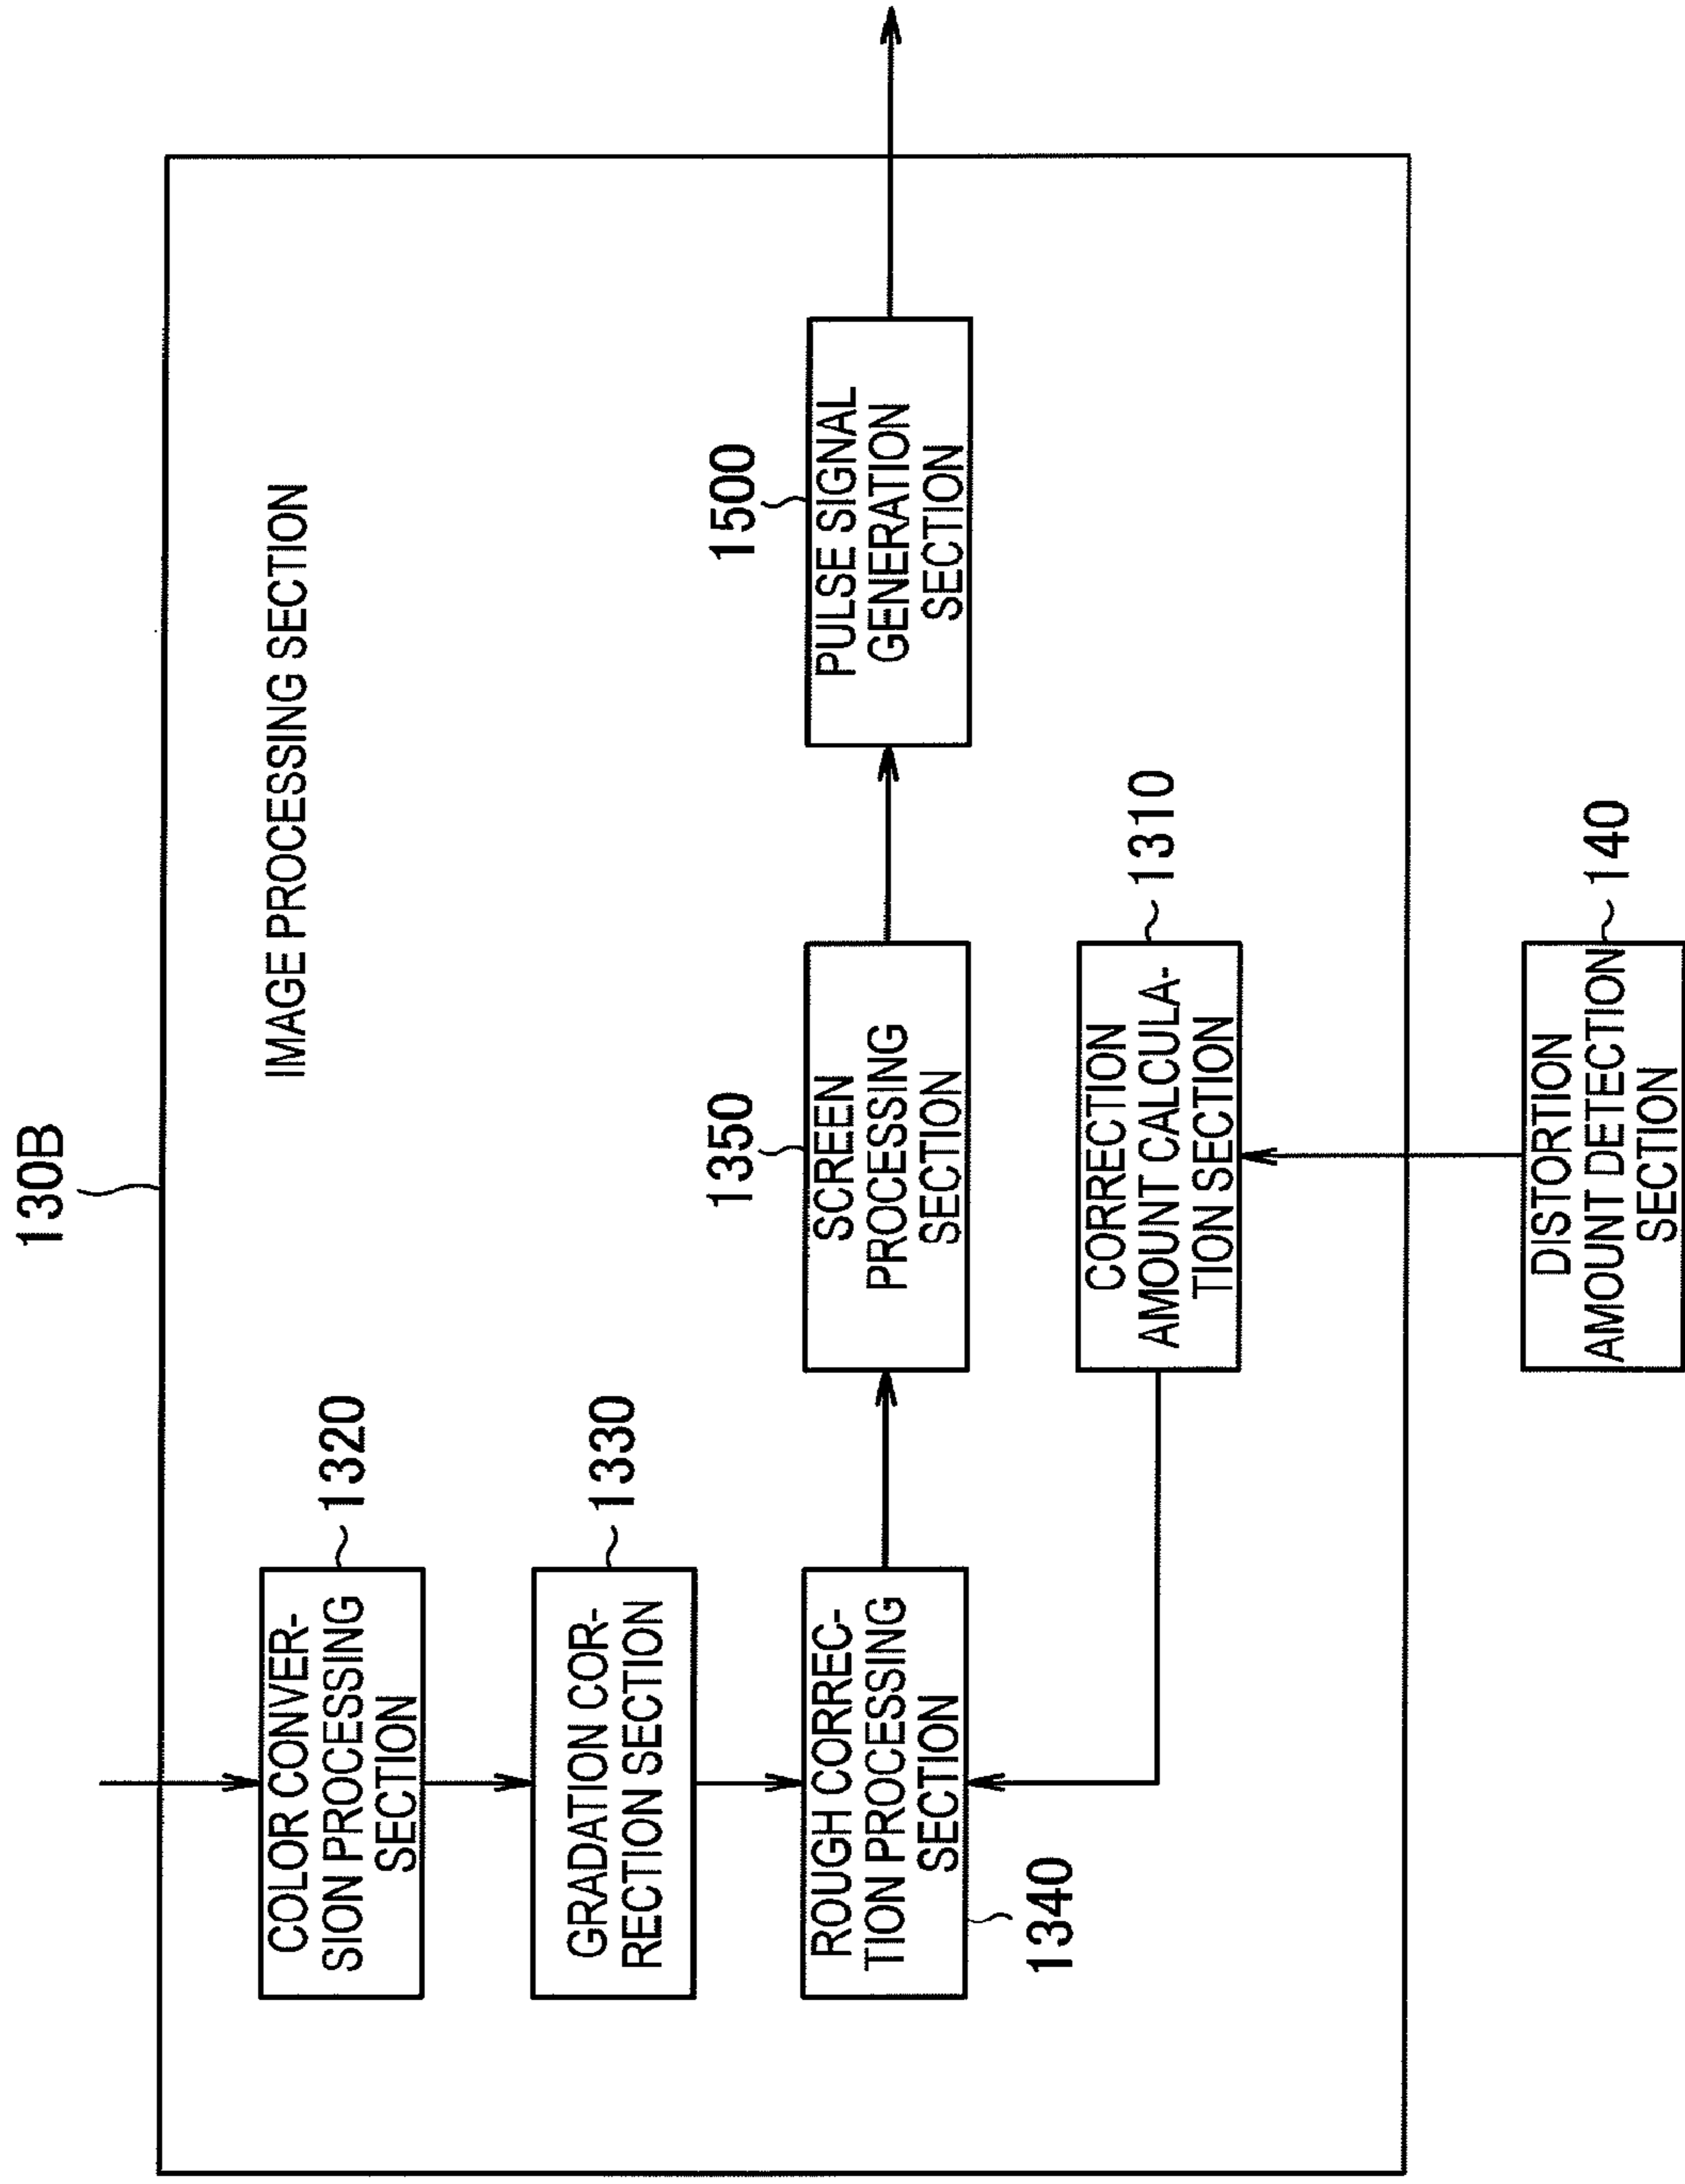 130B
IMAGE PROCESSING SECTION
COLOR CONVER-
SION PROCESSING
SECTION
1320
GRADATION COR-
RECTION SECTION
1330
ROUGH CORREC-
TION PROCESSING
SECTION
1340
SCREEN
PROCESSING
SECTION
1350
PULSE SIGNAL
GENERATION
SECTION
1500
CORRECTION
AMOUNT CALCULA-
TION SECTION
1310
DISTORTION
AMOUNT DETECTION
SECTION
140